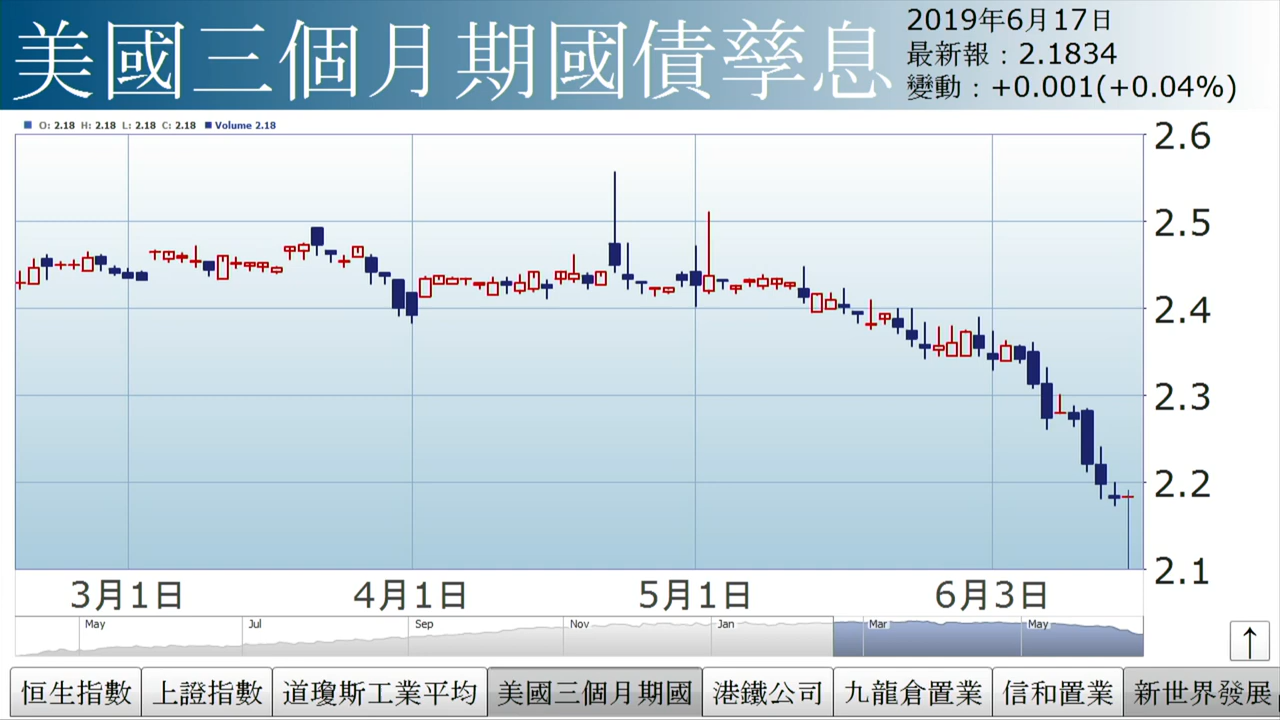 美國三個月期國債孳息
2019年6月17日
最新報：2.1834
變動：+0.001(+0.04%)
O: 2.18 H: 2.18 L: 2.18 C: 2.18 Volume 2.18
2.6
2.5
2.4
2.3
2.2
2.1
3月1日 4月1日 5月1日 6月3日
May Jul Sep Nov Jan Mar May
↑
恒生指數 上證指數 道瓊斯工業平均 美國三個月期國 港鐵公司 九龍倉置業 信和置業 新世界發展